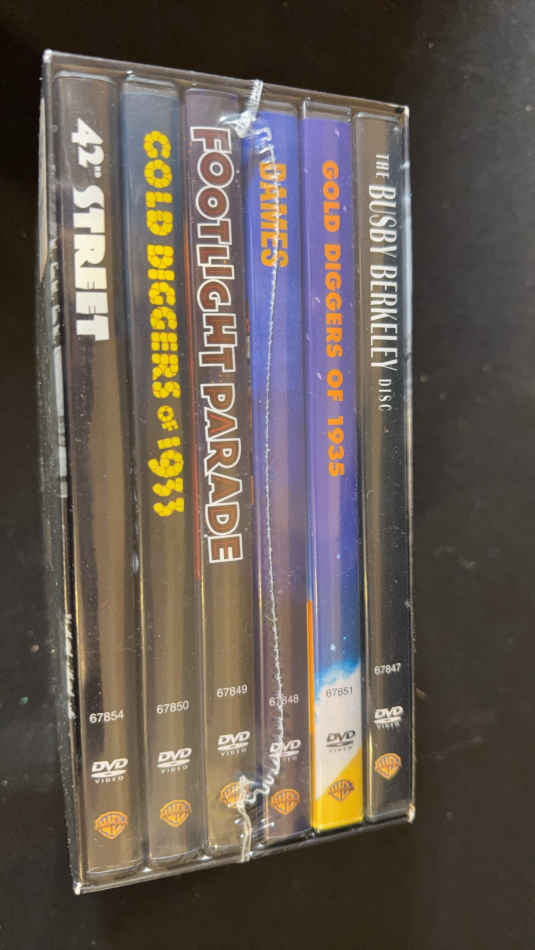 42ND STREET
67854
DVD
VIDEO
GOLD DIGGERS OF 1933
67850
DVD
VIDEO
FOOTLIGHT PARADE
67849
DVD
VIDEO
DAMES
67848
DVD
VIDEO
GOLD DIGGERS OF 1935
67851
DVD
VIDEO
THE BUSBY BERKELEY DISC
67847
DVD
VIDEO